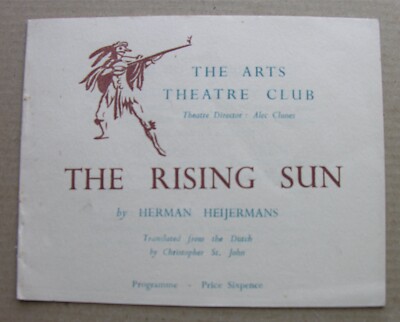 THE ARTS
THEATRE CLUB
Theatre Director - Alec Clunes
THE RISING SUN
by HERMAN HEIJERMANS
Translated from the Dutch
by Christopher St. John
Programme - Price Sixpence